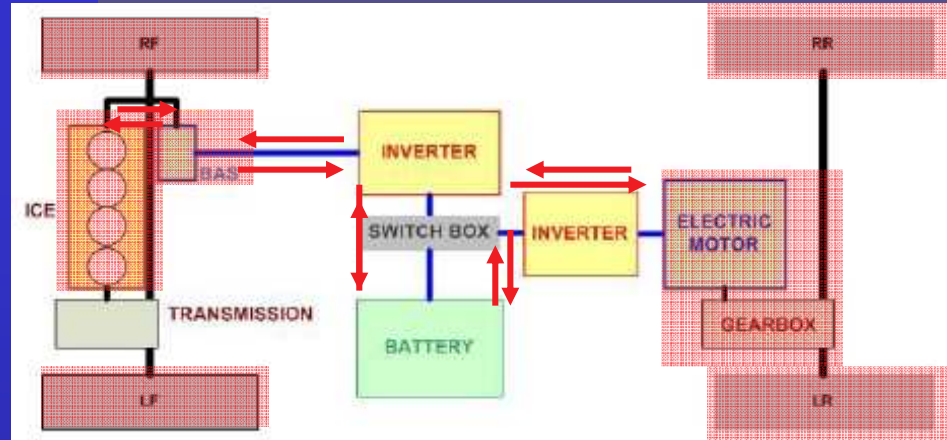 RF
RR
INVERTER
BAS
ICE
SWITCH BOX
INVERTER
ELECTRIC
MOTOR
TRANSMISSION
GEARBOX
BATTERY
LF
LR